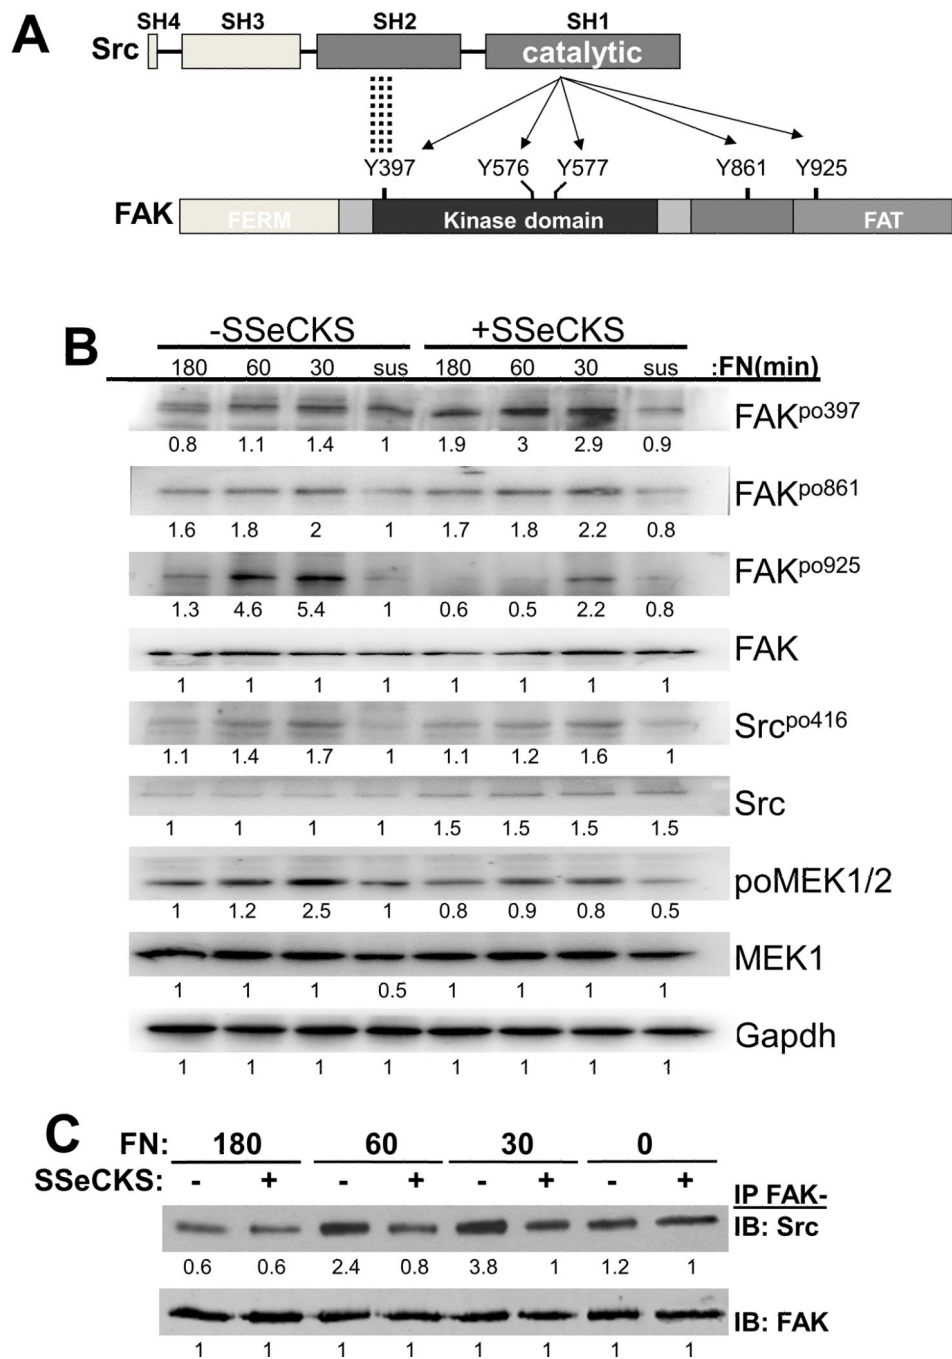 A
SH4 SH3 SH2 SH1
Src catalytic
Y397 Y576 Y577 Y861 Y925
FAK FERM Kinase domain FAT
B
-SSeCKS +SSeCKS
180 60 30 sus 180 60 30 sus :FN(min)
FAKpo397
0.8 1.1 1.4 1 1.9 3 2.9 0.9
FAKpo861
1.6 1.8 2 1 1.7 1.8 2.2 0.8
FAKpo925
1.3 4.6 5.4 1 0.6 0.5 2.2 0.8
FAK
1 1 1 1 1 1 1 1
Srcpo416
1.1 1.4 1.7 1 1.1 1.2 1.6 1
Src
1 1 1 1 1.5 1.5 1.5 1.5
poMEK1/2
1 1.2 2.5 1 0.8 0.9 0.8 0.5
MEK1
1 1 1 0.5 1 1 1 1
Gapdh
1 1 1 1 1 1 1 1
C
FN: 180 60 30 0
SSeCKS: - + - + - + - +
IP FAK-
IB: Src
0.6 0.6 2.4 0.8 3.8 1 1.2 1
IB: FAK
1 1 1 1 1 1 1 1